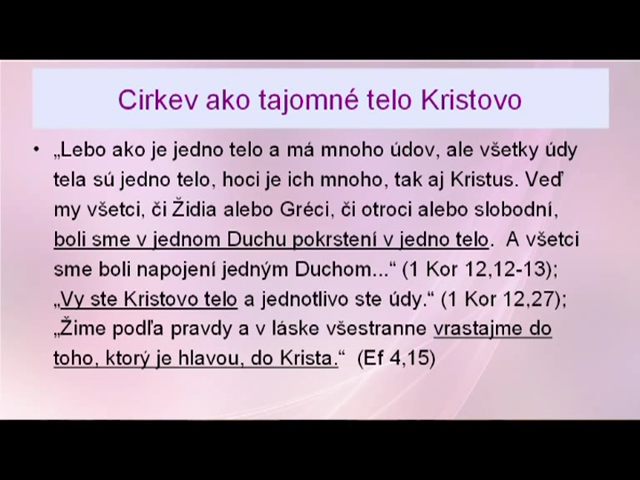 Cirkev ako tajomné telo Kristovo
• „Lebo ako je jedno telo a má mnoho údov, ale všetky údy
tela sú jedno telo, hoci je ich mnoho, tak aj Kristus. Veď
my všetci, či Židia alebo Gréci, či otroci alebo slobodní,
boli sme v jednom Duchu pokrstení v jedno telo.  A všetci
sme boli napojení jedným Duchom...“ (1 Kor 12,12-13);
„Vy ste Kristovo telo a jednotlivo ste údy.“ (1 Kor 12,27);
„Žime podľa pravdy a v láske všestranne vrastajme do
toho, ktorý je hlavou, do Krista.“  (Ef 4,15)